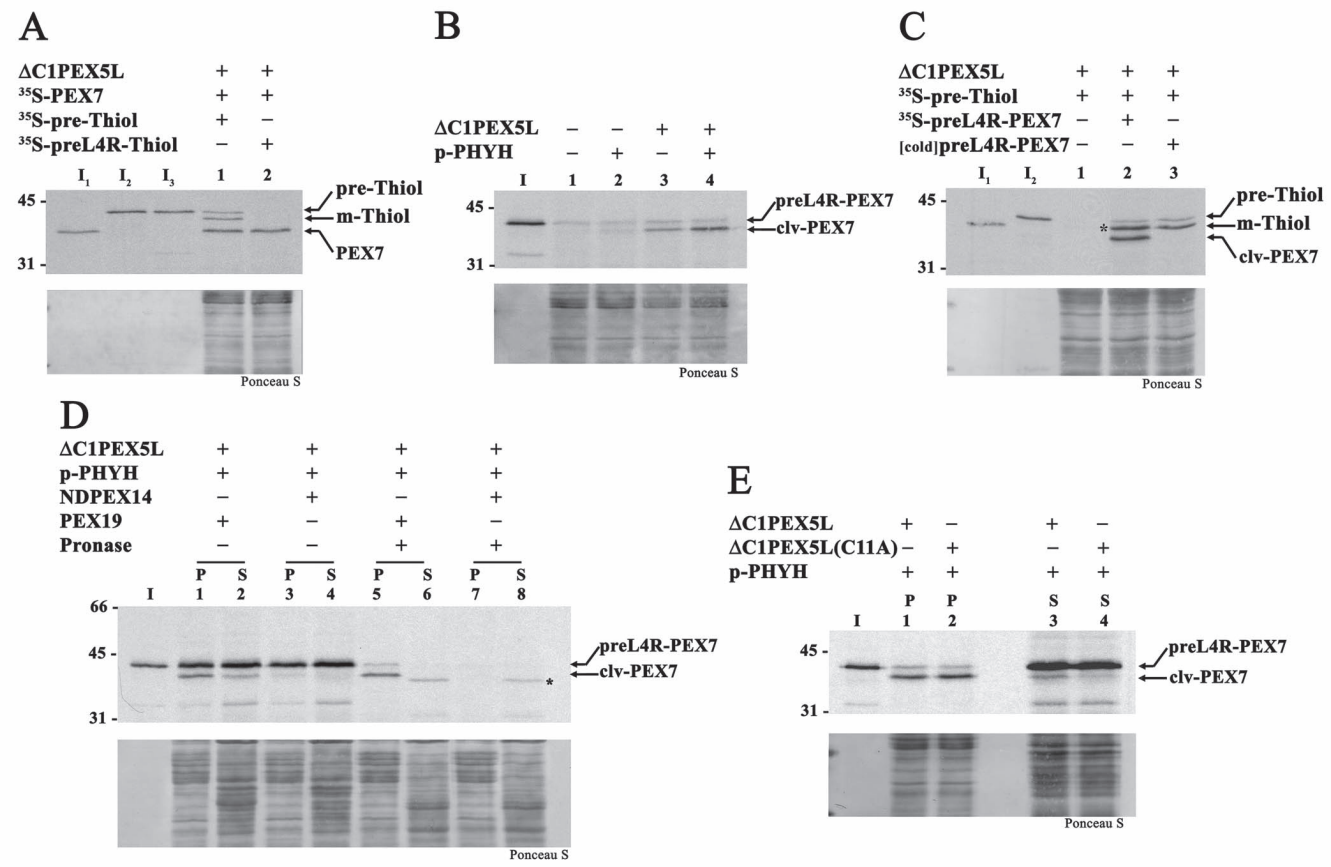 A
ΔC1PEX5L + +
³⁵S-PEX7 + +
³⁵S-pre-Thiol + –
³⁵S-preL4R-Thiol – +
I₁ I₂ I₃ 1 2
45
31
pre-Thiol
m-Thiol
PEX7
Ponceau S
B
ΔC1PEX5L – – + +
p-PHYH – + – +
I 1 2 3 4
45
31
preL4R-PEX7
clv-PEX7
Ponceau S
C
ΔC1PEX5L + + +
³⁵S-pre-Thiol + + +
³⁵S-preL4R-PEX7 – + –
[cold]preL4R-PEX7 – – +
I₁ I₂ 1 2 3
45
31
*
pre-Thiol
m-Thiol
clv-PEX7
Ponceau S
D
ΔC1PEX5L + + + +
p-PHYH + + + +
NDPEX14 – + – +
PEX19 + – + –
Pronase – – + +
P S P S P S P S
I 1 2 3 4 5 6 7 8
66
45
31
preL4R-PEX7
clv-PEX7
*
Ponceau S
E
ΔC1PEX5L + – + –
ΔC1PEX5L(C11A) – + – +
p-PHYH + + + +
P P S S
I 1 2 3 4
45
31
preL4R-PEX7
clv-PEX7
Ponceau S